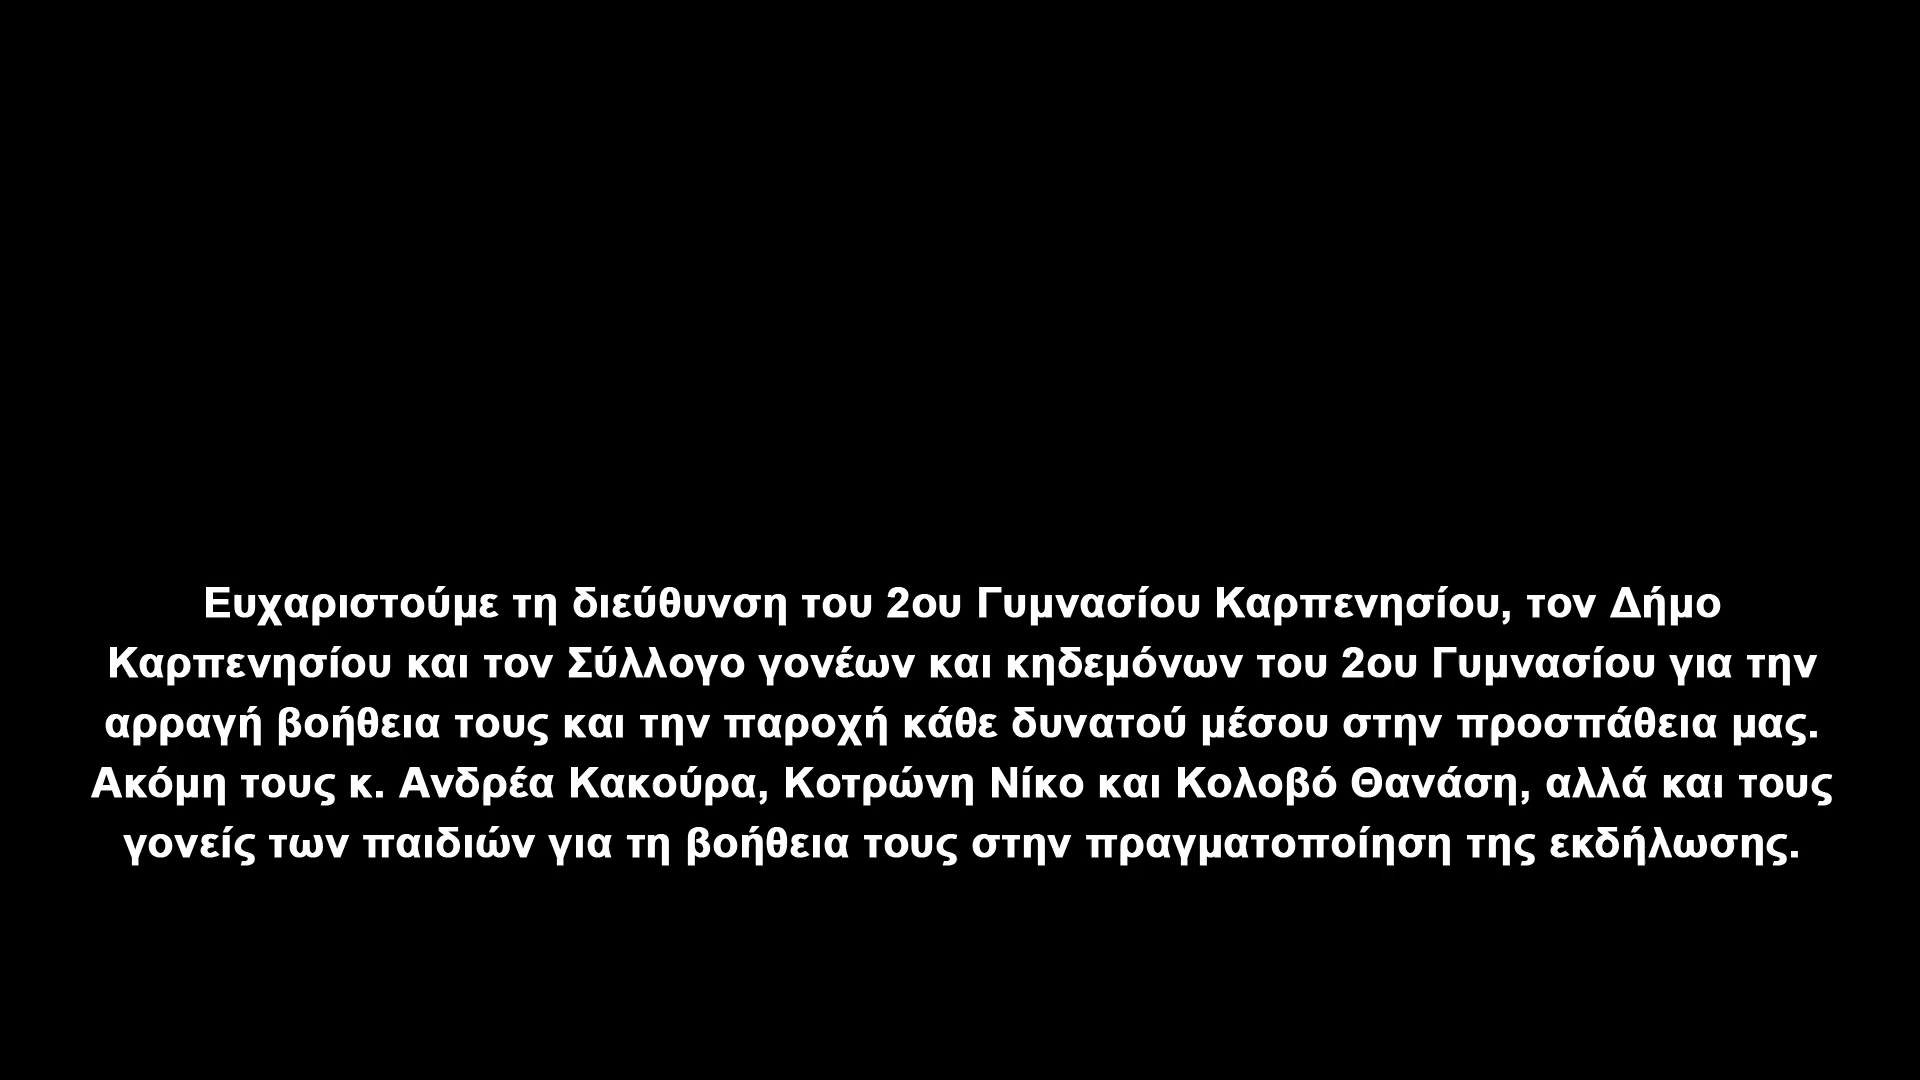 Ευχαριστούμε τη διεύθυνση του 2ου Γυμνασίου Καρπενησίου, τον Δήμο
Καρπενησίου και τον Σύλλογο γονέων και κηδεμόνων του 2ου Γυμνασίου για την
αρραγή βοήθεια τους και την παροχή κάθε δυνατού μέσου στην προσπάθεια μας.
Ακόμη τους κ. Ανδρέα Κακούρα, Κοτρώνη Νίκο και Κολοβό Θανάση, αλλά και τους
γονείς των παιδιών για τη βοήθεια τους στην πραγματοποίηση της εκδήλωσης.